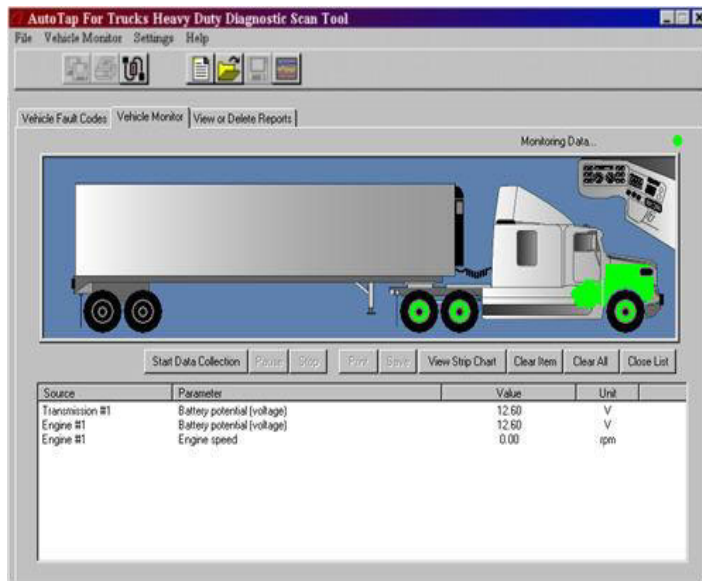 AutoTap For Trucks Heavy Duty Diagnostic Scan Tool
File Vehicle Monitor Settings Help
Vehicle Fault Codes Vehicle Monitor View or Delete Reports
Monitoring Data...
Start Data Collection Pause Stop Print Save View Strip Chart Clear Item Clear All Close List
Source Parameter Value Unit
Transmission #1 Battery potential (voltage) 12.60 V
Engine #1 Battery potential (voltage) 12.60 V
Engine #1 Engine speed 0.00 rpm